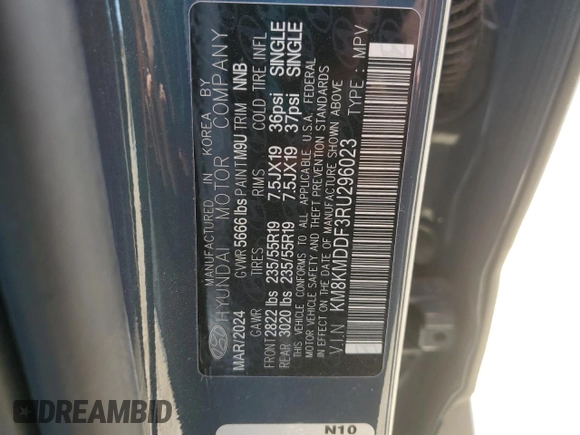 MANUFACTURED IN KOREA BY
HYUNDAI MOTOR COMPANY
MAR/2024 GVWR 5666 lbs PAINT M9U TRIM NNB
GAWR TIRES RIMS COLD TIRE INFL
FRONT 2822 lbs 235/55R19 7.5JX19 36psi SINGLE
REAR 3020 lbs 235/55R19 7.5JX19 37psi SINGLE
THIS VEHICLE CONFORMS TO ALL APPLICABLE U.S.A. FEDERAL
MOTOR VEHICLE SAFETY AND BUMPER AND THEFT PREVENTION STANDARDS
IN EFFECT ON THE DATE OF MANUFACTURE SHOWN ABOVE
V.I.N KM8KMDDF3RU296023 TYPE : MPV
N10
DREAMBID